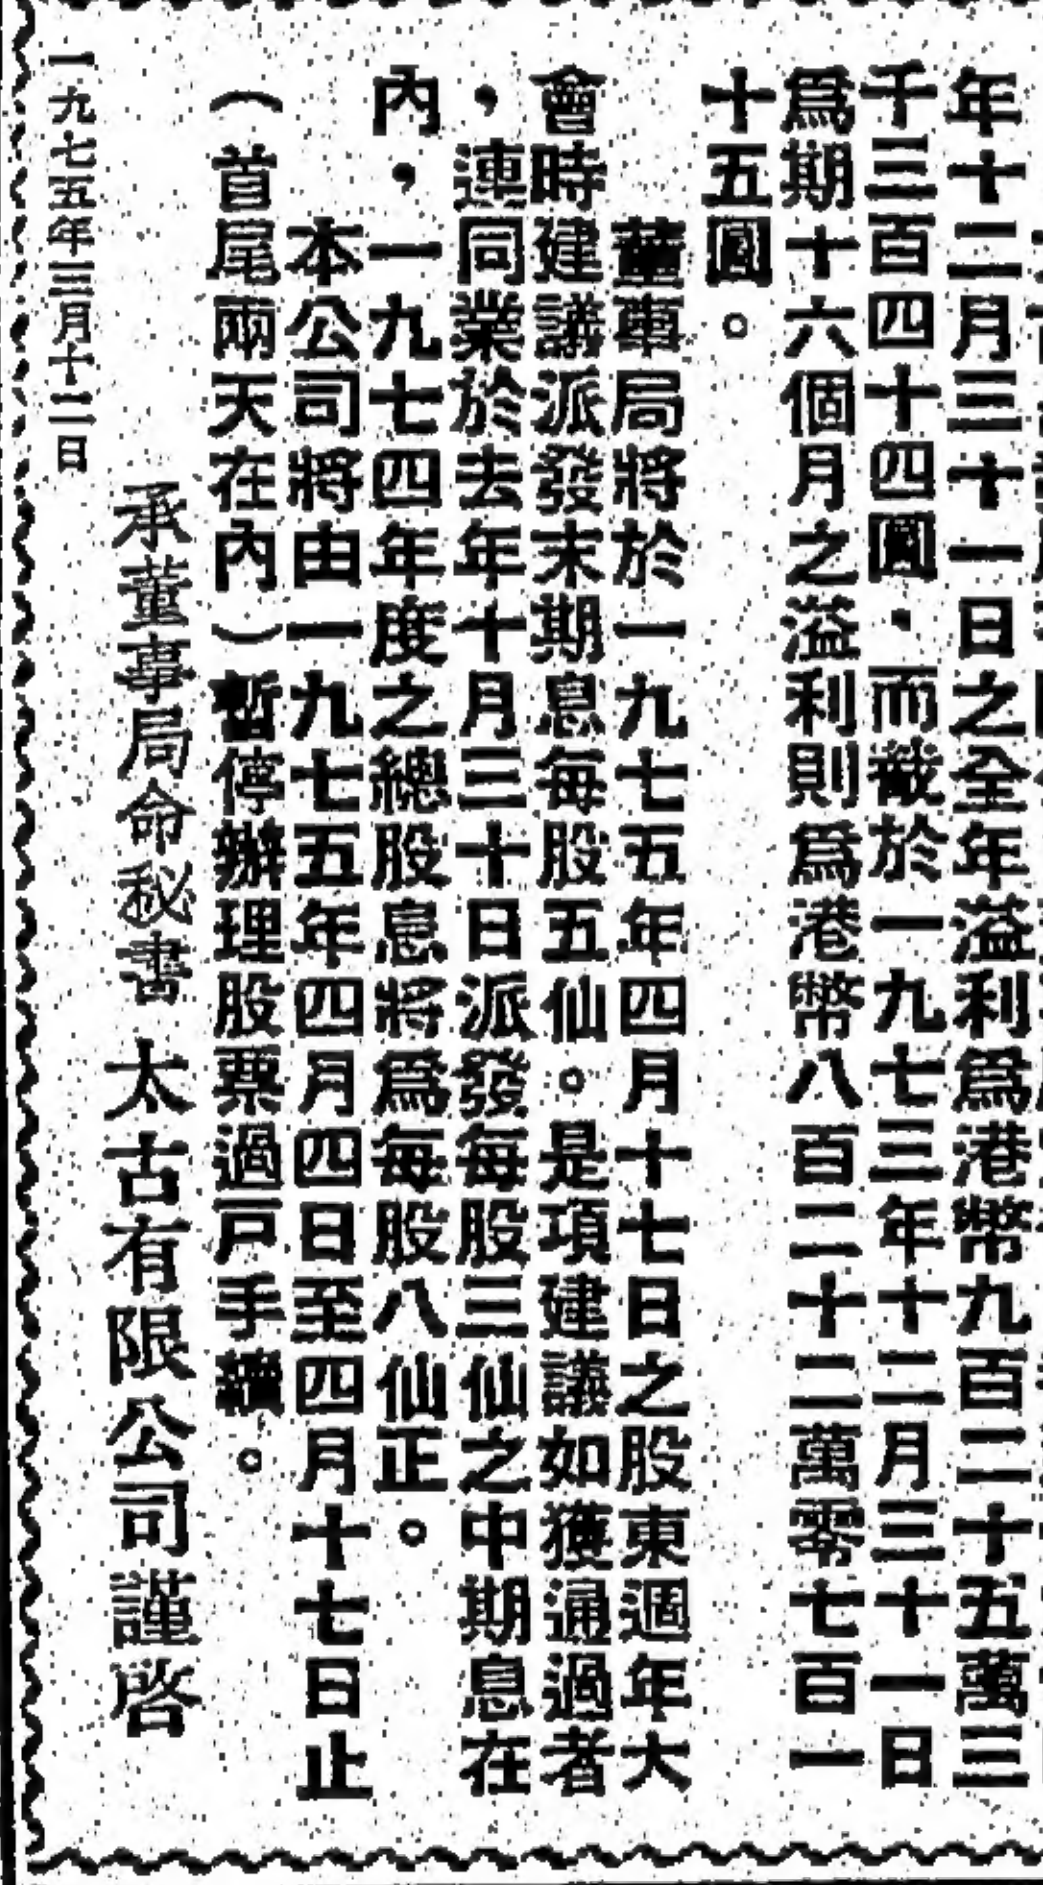 年十二月三十一日之全年溢利爲港幣九百二十五萬三
千三百四十四圓，而截於一九七三年十二月三十一日
爲期十六個月之溢利則爲港幣八百二十二萬零七百一
十五圓。
董事局將於一九七五年四月十七日之股東週年大
會時建議派發末期息每股五仙。是項建議如獲通過者
，連同業於去年十月三十日派發每股三仙之中期息在
內，一九七四年度之總股息將爲每股八仙正。
本公司將由一九七五年四月四日至四月十七日止
（首尾兩天在內）暫停辦理股票過戶手續。
承董事局命秘書 太古有限公司謹啓
一九七五年三月十二日